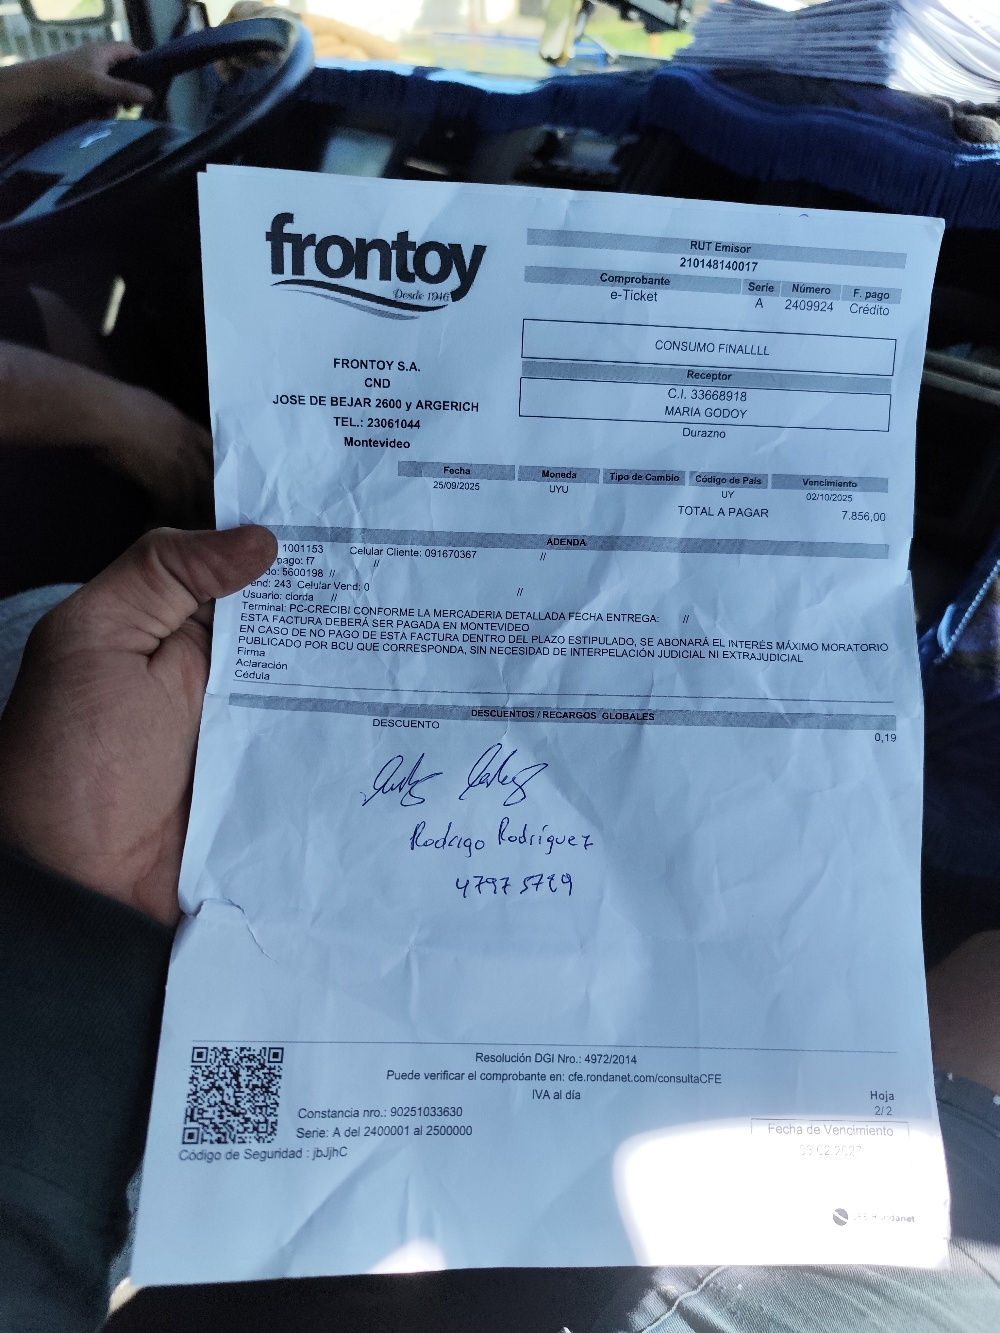 frontoy
Desde 1946
RUT Emisor
210148140017
Comprobante Serie Número F. pago
e-Ticket A 2409924 Crédito
CONSUMO FINALLLL
Receptor
C.I. 33668918
MARIA GODOY
Durazno
FRONTOY S.A.
CND
JOSE DE BEJAR 2600 y ARGERICH
TEL.: 23061044
Montevideo
Fecha Moneda Tipo de Cambio Código de País Vencimiento
25/09/2025 UYU UY 02/10/2025
TOTAL A PAGAR 7.856,00
ADENDA
1001153 Celular Cliente: 091670367 //
pago: f7 //
do: 5600198 //
end: 243 Celular Vend: 0 //
Usuario: ciorda //
Terminal: PC-CRECIBI CONFORME LA MERCADERIA DETALLADA FECHA ENTREGA: //
ESTA FACTURA DEBERÁ SER PAGADA EN MONTEVIDEO
EN CASO DE NO PAGO DE ESTA FACTURA DENTRO DEL PLAZO ESTIPULADO, SE ABONARÁ EL INTERÉS MÁXIMO MORATORIO
PUBLICADO POR BCU QUE CORRESPONDA, SIN NECESIDAD DE INTERPELACIÓN JUDICIAL NI EXTRAJUDICIAL
Firma
Aclaración
Cédula
DESCUENTOS / RECARGOS GLOBALES
DESCUENTO 0,19
Rodrigo Rodríguez
Resolución DGI Nro.: 4972/2014
Puede verificar el comprobante en: cfe.rondanet.com/consultaCFE
IVA al día
Constancia nro.: 90251033630
Serie: A del 2400001 al 2500000
Código de Seguridad : jbJjhC
Hoja
2/2
Fecha de Vencimiento
03.02.2027